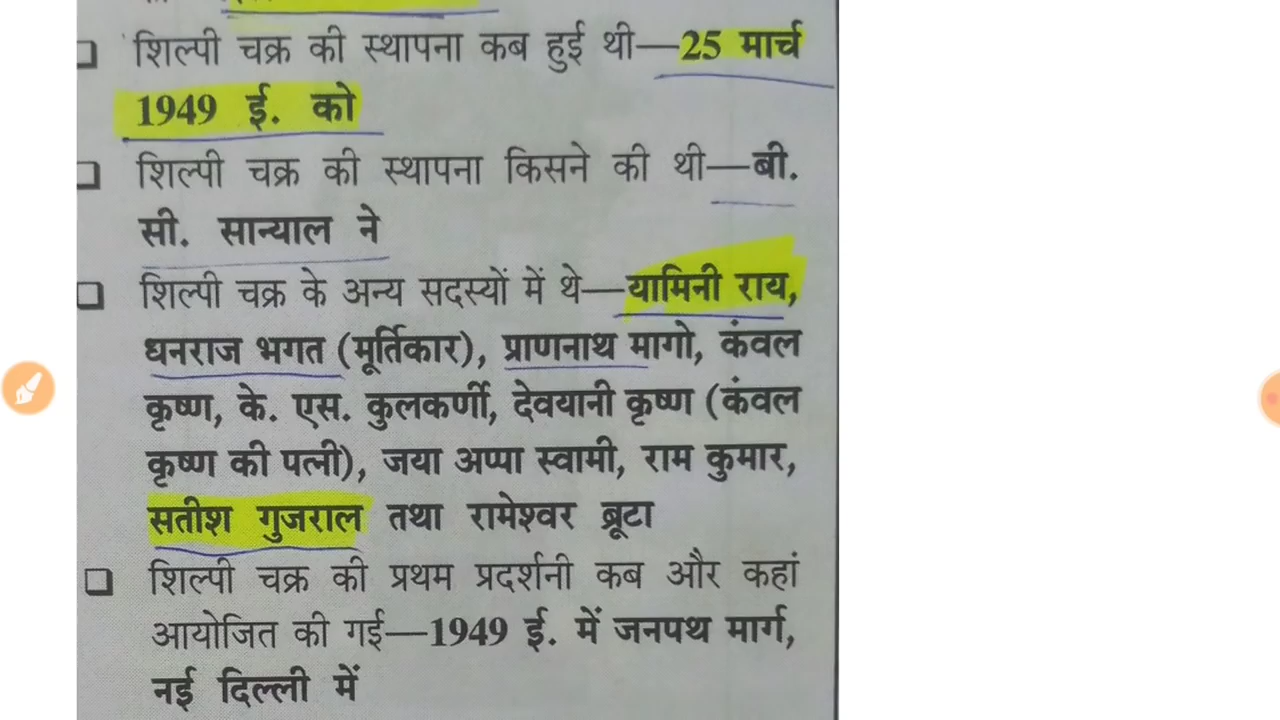 शिल्पी चक्र की स्थापना कब हुई थी—25 मार्च
1949 ई. को
शिल्पी चक्र की स्थापना किसने की थी—बी.
सी. सान्याल ने
शिल्पी चक्र के अन्य सदस्यों में थे—यामिनी राय,
धनराज भगत (मूर्तिकार), प्राणनाथ मागो, कंवल
कृष्ण, के. एस. कुलकर्णी, देवयानी कृष्ण (कंवल
कृष्ण की पत्नी), जया अप्पा स्वामी, राम कुमार,
सतीश गुजराल तथा रामेश्वर ब्रूटा
शिल्पी चक्र की प्रथम प्रदर्शनी कब और कहां
आयोजित की गई—1949 ई. में जनपथ मार्ग,
नई दिल्ली में